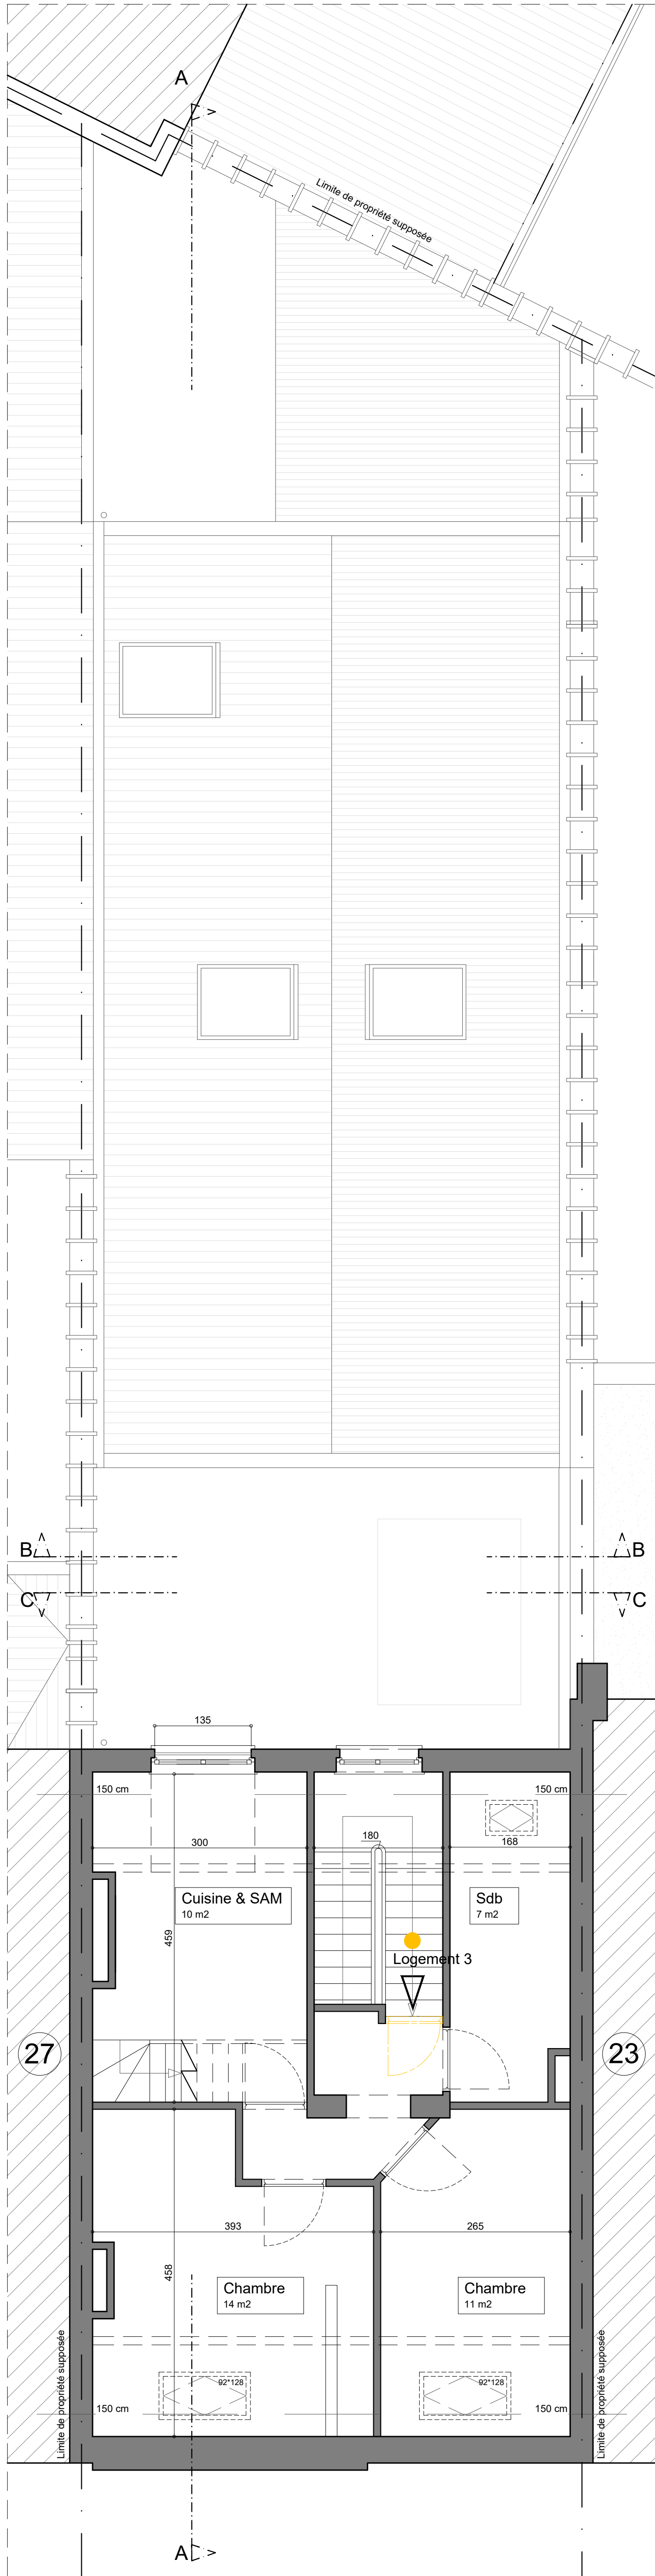 A
Limite de propriété supposée
B
B
C
C
135
150 cm
150 cm
300
180
168
Cuisine & SAM
10 m2
Sdb
7 m2
459
Logement 3
27
23
393
265
458
Chambre
14 m2
Chambre
11 m2
92*128
92*128
150 cm
150 cm
Limite de propriété supposée
Limite de propriété supposée
A